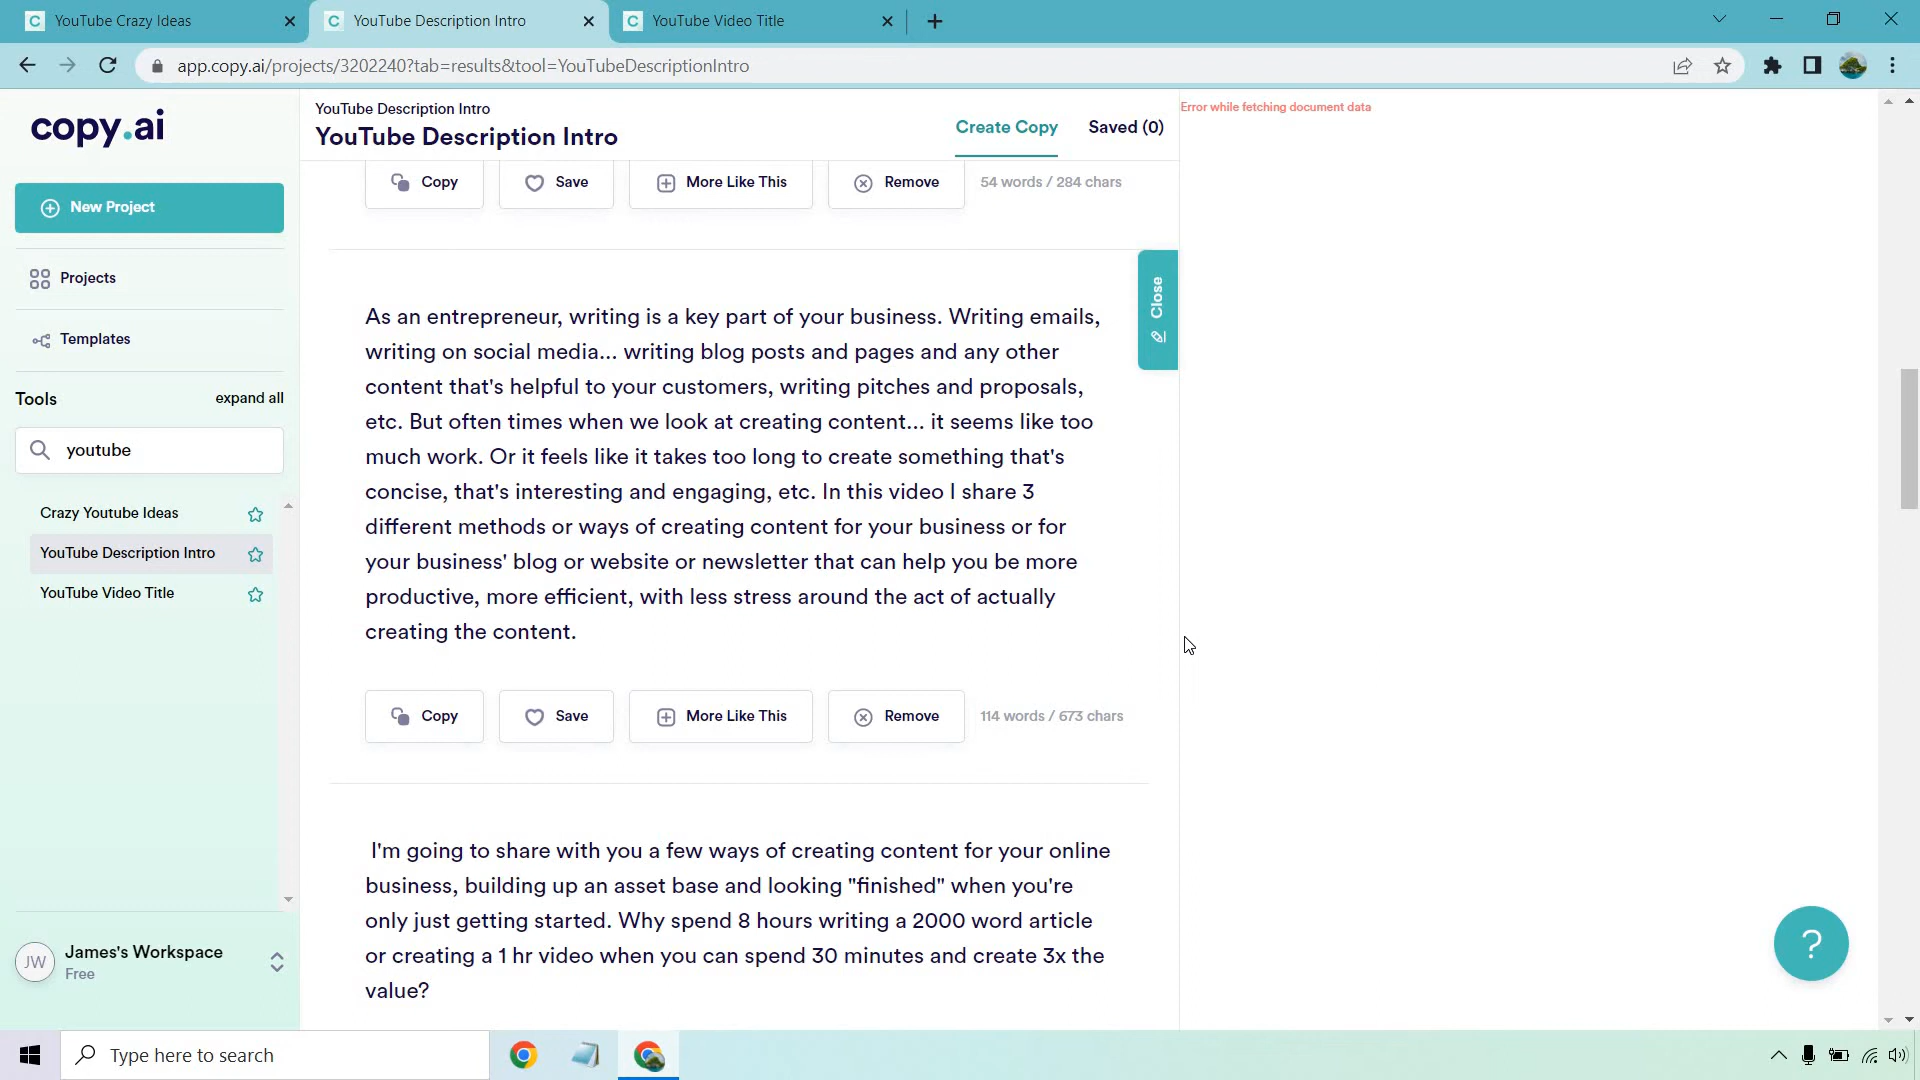 YouTube Crazy Ideas
YouTube Description Intro
YouTube Video Title
app.copy.ai/projects/3202240?tab=results&tool=YouTubeDescriptionIntro
copy.ai
New Project
Projects
Templates
Tools
expand all
youtube
Crazy Youtube Ideas
YouTube Description Intro
YouTube Video Title
JW
James's Workspace
Free
YouTube Description Intro
YouTube Description Intro
Create Copy
Saved (0)
Error while fetching document data
Copy
Save
More Like This
Remove
54 words / 284 chars
Close
As an entrepreneur, writing is a key part of your business. Writing emails,
writing on social media... writing blog posts and pages and any other
content that's helpful to your customers, writing pitches and proposals,
etc. But often times when we look at creating content... it seems like too
much work. Or it feels like it takes too long to create something that's
concise, that's interesting and engaging, etc. In this video I share 3
different methods or ways of creating content for your business or for
your business' blog or website or newsletter that can help you be more
productive, more efficient, with less stress around the act of actually
creating the content.
Copy
Save
More Like This
Remove
114 words / 673 chars
I'm going to share with you a few ways of creating content for your online
business, building up an asset base and looking "finished" when you're
only just getting started. Why spend 8 hours writing a 2000 word article
or creating a 1 hr video when you can spend 30 minutes and create 3x the
value?
?
Type here to search